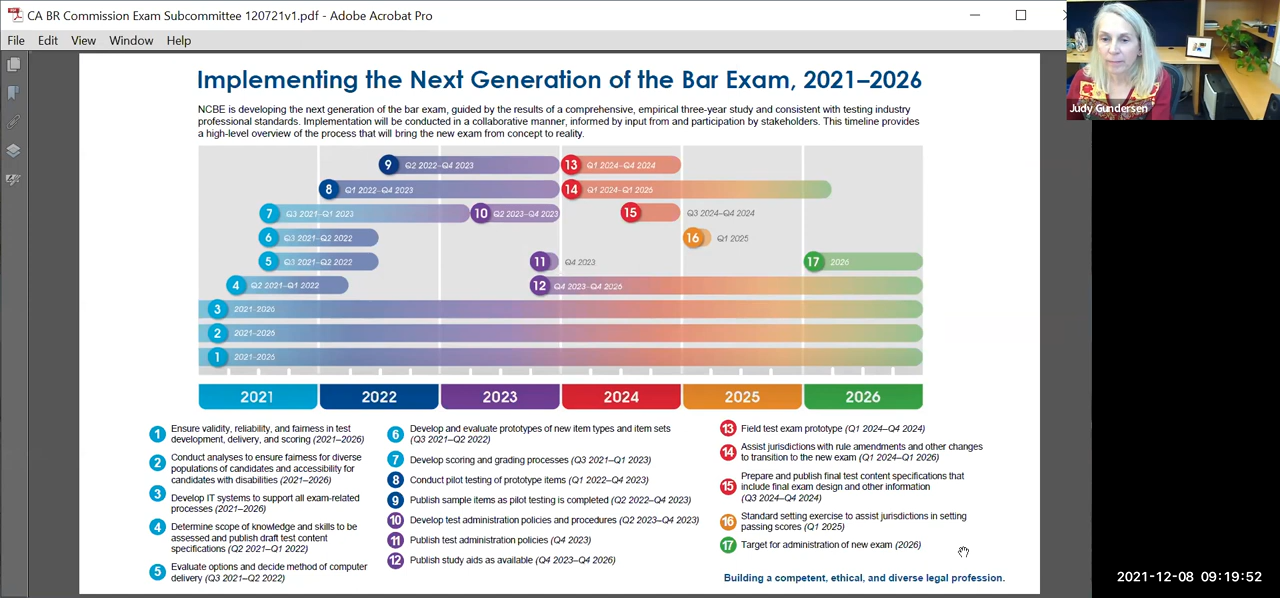 CA BR Commission Exam Subcommittee 120721v1.pdf - Adobe Acrobat Pro
File Edit View Window Help
Judy Gundersen
Implementing the Next Generation of the Bar Exam, 2021–2026
NCBE is developing the next generation of the bar exam, guided by the results of a comprehensive, empirical three-year study and consistent with testing industry
professional standards. Implementation will be conducted in a collaborative manner, informed by input from and participation by stakeholders. This timeline provides
a high-level overview of the process that will bring the new exam from concept to reality.
9 Q2 2022–Q4 2023
13 Q1 2024–Q4 2024
8 Q1 2022–Q4 2023
14 Q1 2024–Q1 2026
7 Q3 2021–Q1 2023
10 Q2 2023–Q4 2023
15 Q3 2024–Q4 2024
6 Q3 2021–Q2 2022
16 Q1 2025
5 Q3 2021–Q2 2022
11 Q4 2023
17 2026
4 Q2 2021–Q1 2022
12 Q4 2023–Q4 2026
3 2021–2026
2 2021–2026
1 2021–2026
2021 2022 2023 2024 2025 2026
1 Ensure validity, reliability, and fairness in test
development, delivery, and scoring (2021–2026)
2 Conduct analyses to ensure fairness for diverse
populations of candidates and accessibility for
candidates with disabilities (2021–2026)
3 Develop IT systems to support all exam-related
processes (2021–2026)
4 Determine scope of knowledge and skills to be
assessed and publish draft test content
specifications (Q2 2021–Q1 2022)
5 Evaluate options and decide method of computer
delivery (Q3 2021–Q2 2022)
6 Develop and evaluate prototypes of new item types and item sets
(Q3 2021–Q2 2022)
7 Develop scoring and grading processes (Q3 2021–Q1 2023)
8 Conduct pilot testing of prototype items (Q1 2022–Q4 2023)
9 Publish sample items as pilot testing is completed (Q2 2022–Q4 2023)
10 Develop test administration policies and procedures (Q2 2023–Q4 2023)
11 Publish test administration policies (Q4 2023)
12 Publish study aids as available (Q4 2023–Q4 2026)
13 Field test exam prototype (Q1 2024–Q4 2024)
14 Assist jurisdictions with rule amendments and other changes
to transition to the new exam (Q1 2024–Q1 2026)
15 Prepare and publish final test content specifications that
include final exam design and other information
(Q3 2024–Q4 2024)
16 Standard setting exercise to assist jurisdictions in setting
passing scores (Q1 2025)
17 Target for administration of new exam (2026)
Building a competent, ethical, and diverse legal profession.
2021-12-08 09:19:52